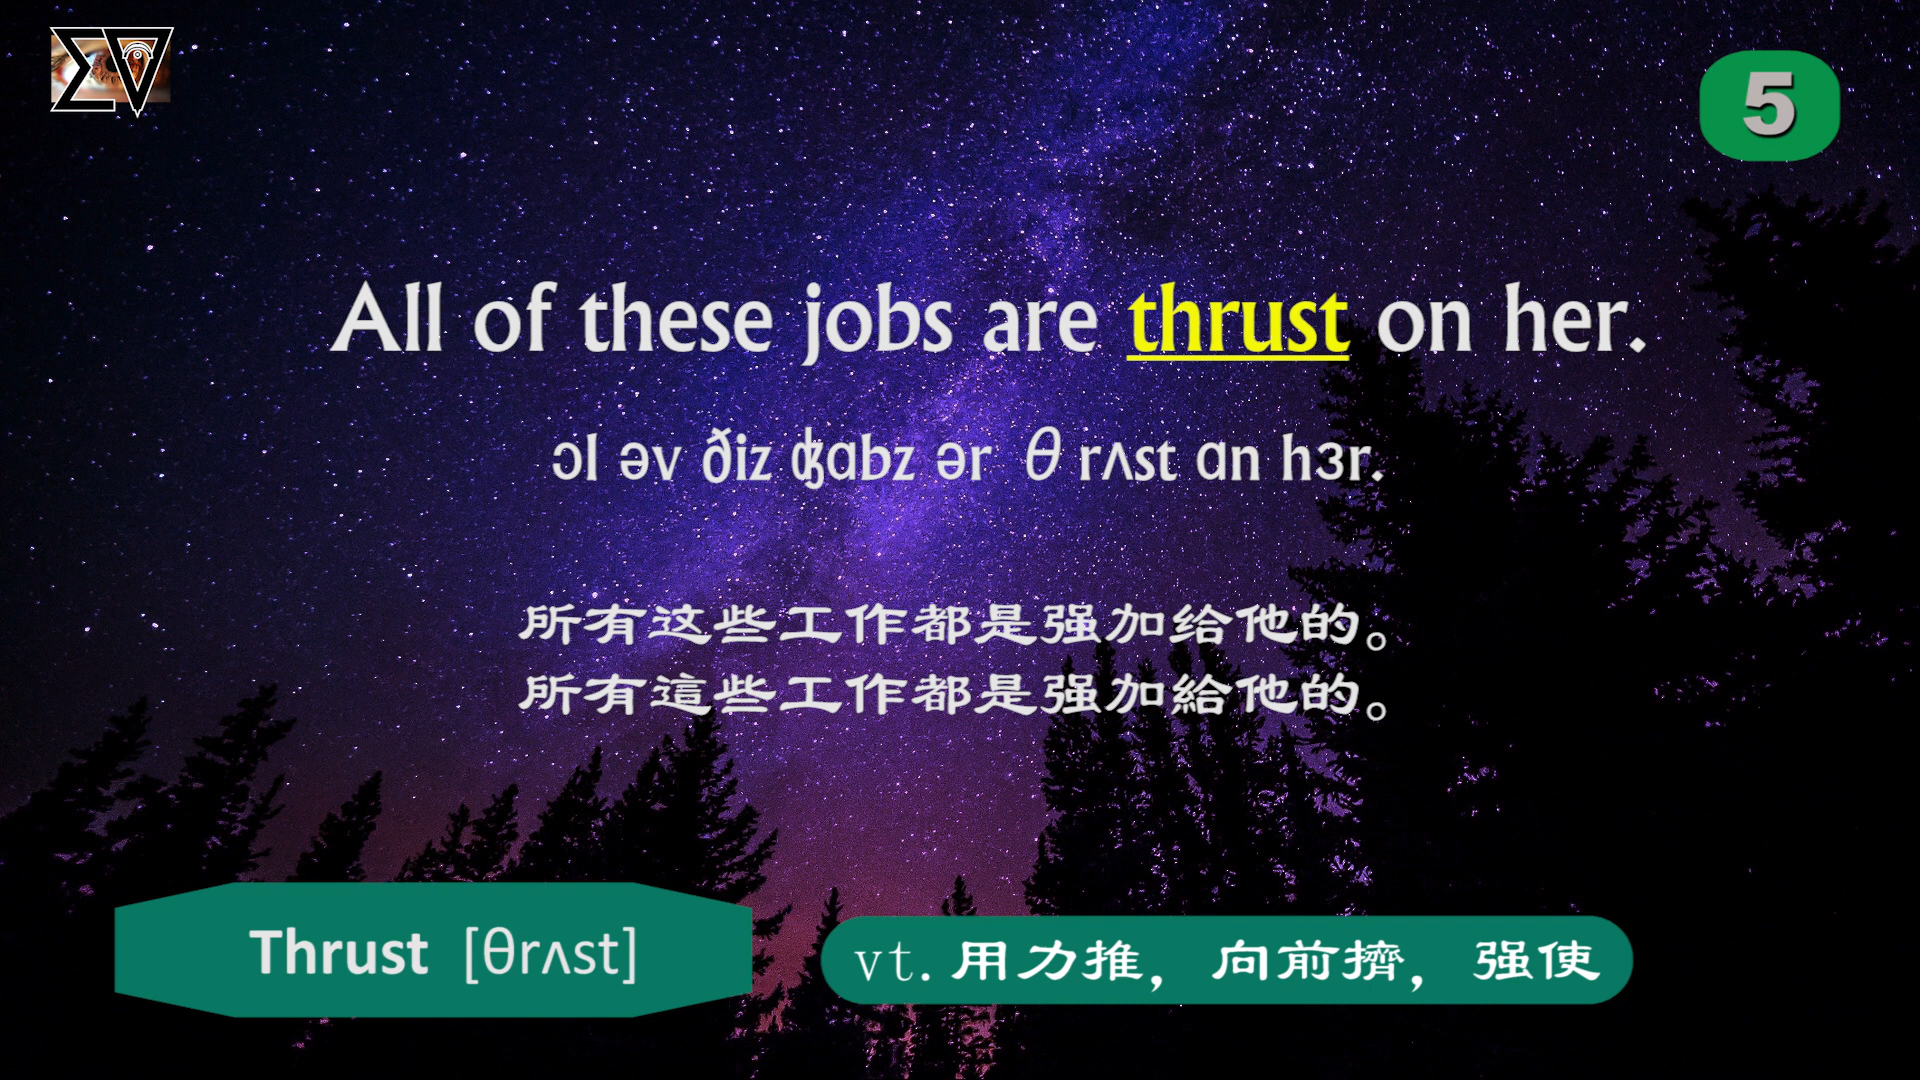 5
All of these jobs are thrust on her.
ɔl əv ðiz ʤɑbz ər θrʌst ɑn hɜr.
所有这些工作都是强加给他的。
所有這些工作都是强加給他的。
Thrust [θrʌst]
vt.用力推，向前擠，强使